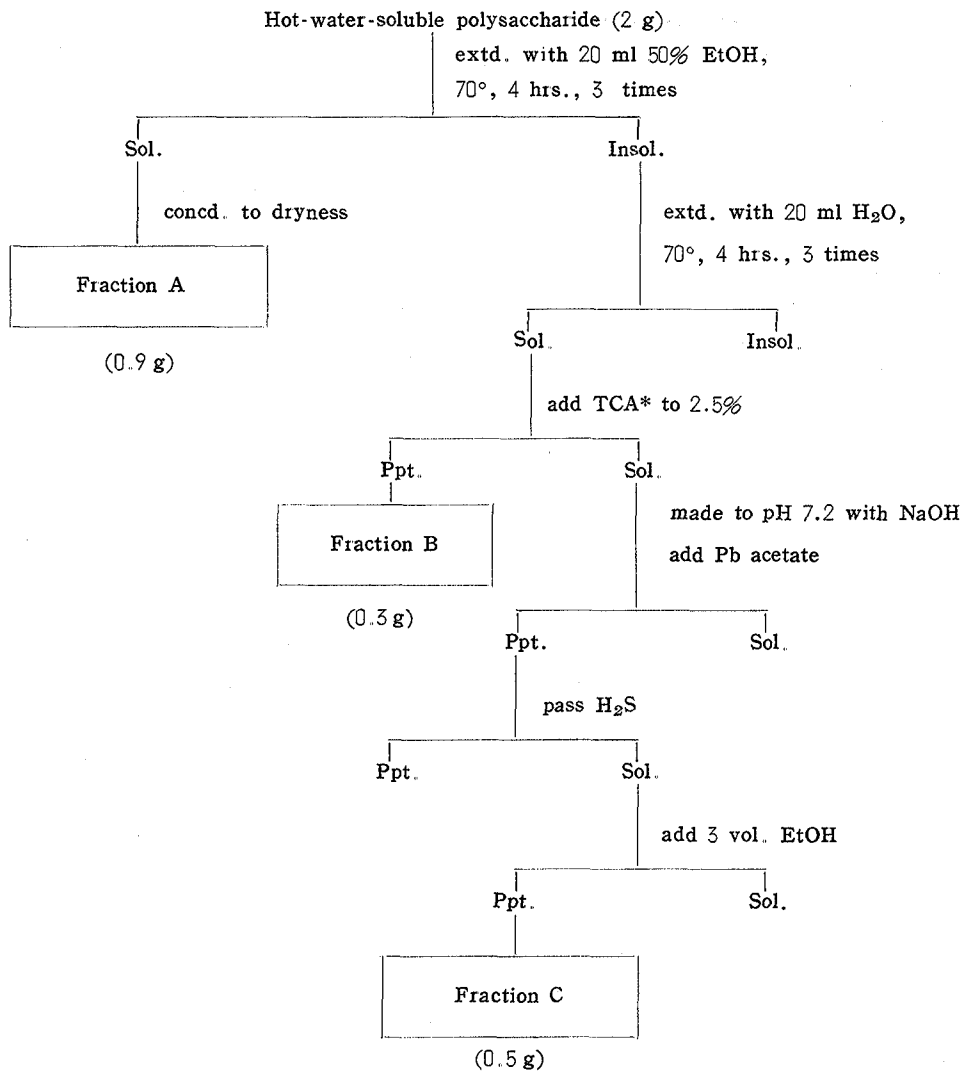 Hot-water-soluble polysaccharide (2 g)
extd. with 20 ml 50% EtOH,
70°, 4 hrs., 3 times
Sol.
Insol.
concd. to dryness
extd. with 20 ml H₂O,
70°, 4 hrs., 3 times
Fraction A
(0.9 g)
Sol.
Insol.
add TCA* to 2.5%
Ppt.
Sol.
made to pH 7.2 with NaOH
add Pb acetate
Fraction B
(0.3 g)
Ppt.
Sol.
pass H₂S
Ppt.
Sol.
add 3 vol. EtOH
Ppt.
Sol.
Fraction C
(0.5 g)